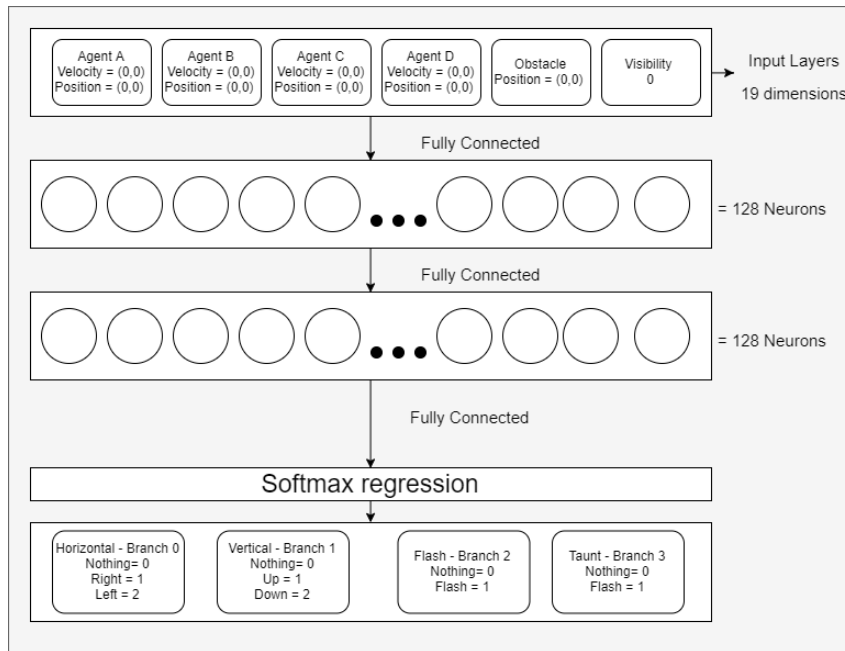 Agent A
Velocity = (0,0)
Position = (0,0)
Agent B
Velocity = (0,0)
Position = (0,0)
Agent C
Velocity = (0,0)
Position = (0,0)
Agent D
Velocity = (0,0)
Position = (0,0)
Obstacle
Position = (0,0)
Visibility
0
Input Layers
19 dimensions
Fully Connected
= 128 Neurons
Fully Connected
= 128 Neurons
Fully Connected
Softmax regression
Horizontal - Branch 0
Nothing= 0
Right = 1
Left = 2
Vertical - Branch 1
Nothing= 0
Up = 1
Down = 2
Flash - Branch 2
Nothing= 0
Flash = 1
Taunt - Branch 3
Nothing= 0
Flash = 1